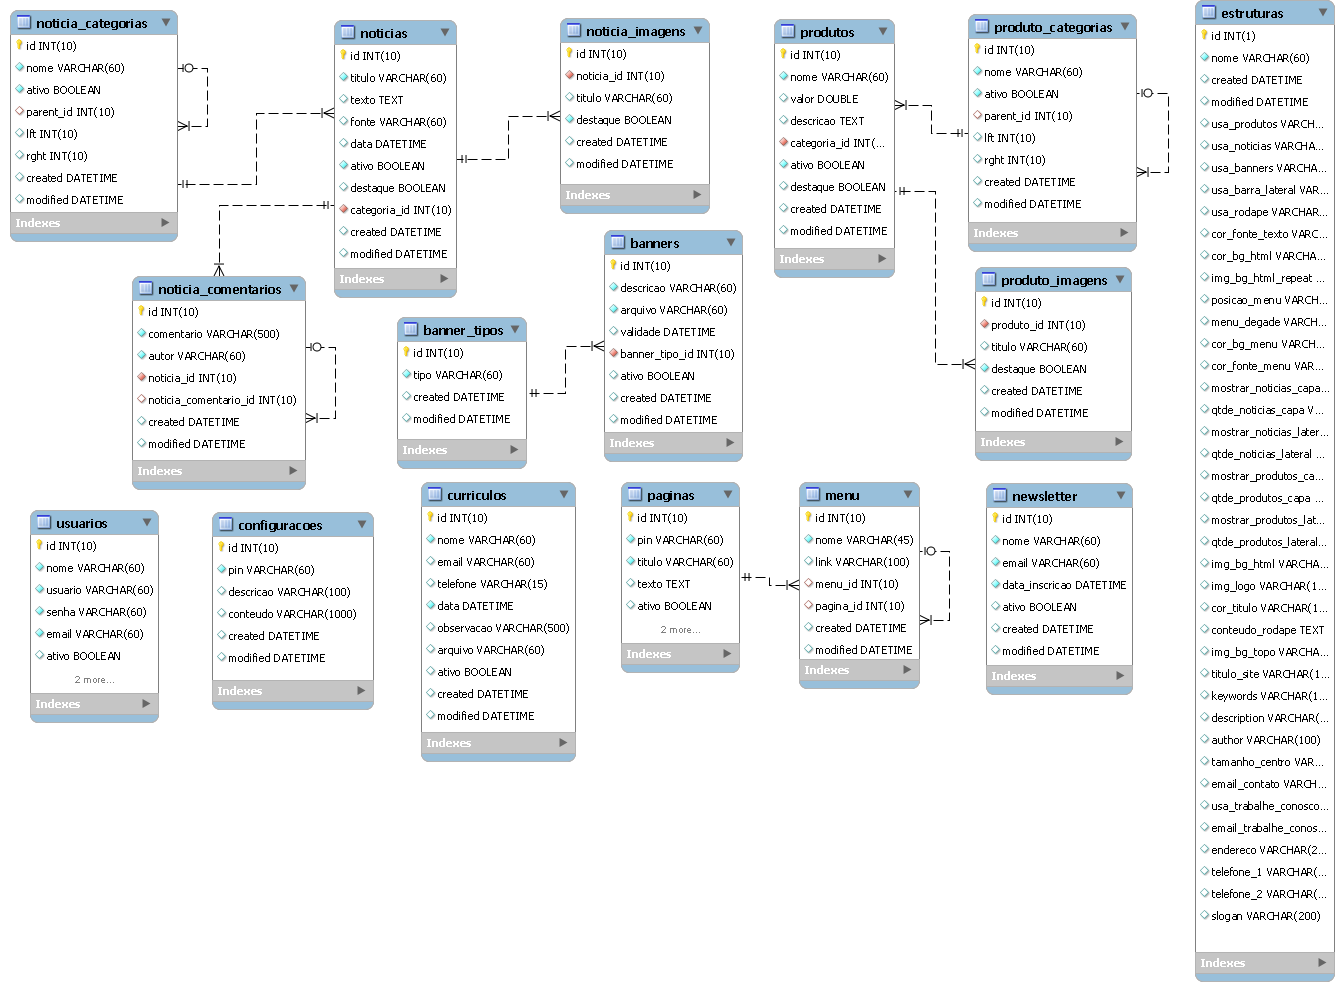 noticia_categorias
id INT(10)
nome VARCHAR(60)
ativo BOOLEAN
parent_id INT(10)
lft INT(10)
rght INT(10)
created DATETIME
modified DATETIME
Indexes
noticias
id INT(10)
titulo VARCHAR(60)
texto TEXT
fonte VARCHAR(60)
data DATETIME
ativo BOOLEAN
destaque BOOLEAN
categoria_id INT(10)
created DATETIME
modified DATETIME
Indexes
noticia_imagens
id INT(10)
noticia_id INT(10)
titulo VARCHAR(60)
destaque BOOLEAN
created DATETIME
modified DATETIME
Indexes
produtos
id INT(10)
nome VARCHAR(60)
valor DOUBLE
descricao TEXT
categoria_id INT(...
ativo BOOLEAN
destaque BOOLEAN
created DATETIME
modified DATETIME
Indexes
produto_categorias
id INT(10)
nome VARCHAR(60)
ativo BOOLEAN
parent_id INT(10)
lft INT(10)
rght INT(10)
created DATETIME
modified DATETIME
Indexes
estruturas
id INT(1)
nome VARCHAR(60)
created DATETIME
modified DATETIME
usa_produtos VARCH...
usa_noticias VARCHA...
usa_banners VARCHA...
usa_barra_lateral VAR...
usa_rodape VARCHAR...
cor_fonte_texto VARC...
cor_bg_html VARCHA...
img_bg_html_repeat ...
posicao_menu VARCH...
menu_degade VARCH...
cor_bg_menu VARCH...
cor_fonte_menu VAR...
mostrar_noticias_capa...
qtde_noticias_capa V...
mostrar_noticias_later...
qtde_noticias_lateral ...
mostrar_produtos_ca...
qtde_produtos_capa ...
mostrar_produtos_lat...
qtde_produtos_lateral...
img_bg_html VARCHA...
img_logo VARCHAR(1...
cor_titulo VARCHAR(1...
conteudo_rodape TEXT
img_bg_topo VARCHA...
titulo_site VARCHAR(1...
keywords VARCHAR(1...
description VARCHAR(...
author VARCHAR(100)
tamanho_centro VAR...
email_contato VARCH...
usa_trabalhe_conosco...
email_trabalhe_conos...
endereco VARCHAR(2...
telefone_1 VARCHAR(...
telefone_2 VARCHAR(...
slogan VARCHAR(200)
Indexes
noticia_comentarios
id INT(10)
comentario VARCHAR(500)
autor VARCHAR(60)
noticia_id INT(10)
noticia_comentario_id INT(10)
created DATETIME
modified DATETIME
Indexes
banner_tipos
id INT(10)
tipo VARCHAR(60)
created DATETIME
modified DATETIME
Indexes
banners
id INT(10)
descricao VARCHAR(60)
arquivo VARCHAR(60)
validade DATETIME
banner_tipo_id INT(10)
ativo BOOLEAN
created DATETIME
modified DATETIME
Indexes
produto_imagens
id INT(10)
produto_id INT(10)
titulo VARCHAR(60)
destaque BOOLEAN
created DATETIME
modified DATETIME
Indexes
usuarios
id INT(10)
nome VARCHAR(60)
usuario VARCHAR(60)
senha VARCHAR(60)
email VARCHAR(60)
ativo BOOLEAN
2 more...
Indexes
configuracoes
id INT(10)
pin VARCHAR(60)
descricao VARCHAR(100)
conteudo VARCHAR(1000)
created DATETIME
modified DATETIME
Indexes
curriculos
id INT(10)
nome VARCHAR(60)
email VARCHAR(60)
telefone VARCHAR(15)
data DATETIME
observacao VARCHAR(500)
arquivo VARCHAR(60)
ativo BOOLEAN
created DATETIME
modified DATETIME
Indexes
paginas
id INT(10)
pin VARCHAR(60)
titulo VARCHAR(60)
texto TEXT
ativo BOOLEAN
2 more...
Indexes
menu
id INT(10)
nome VARCHAR(45)
link VARCHAR(100)
menu_id INT(10)
pagina_id INT(10)
created DATETIME
modified DATETIME
Indexes
newsletter
id INT(10)
nome VARCHAR(60)
email VARCHAR(60)
data_inscricao DATETIME
ativo BOOLEAN
created DATETIME
modified DATETIME
Indexes